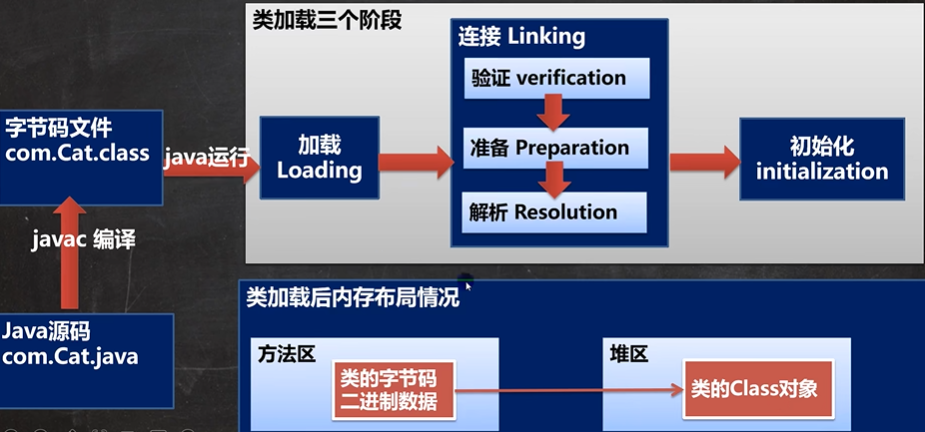 类加载三个阶段
连接 Linking
验证 verification
字节码文件
com.Cat.class
java运行
加载
Loading
准备 Preparation
初始化
initialization
解析 Resolution
javac 编译
类加载后内存布局情况
Java源码
com.Cat.java
方法区
类的字节码
二进制数据
堆区
类的Class对象